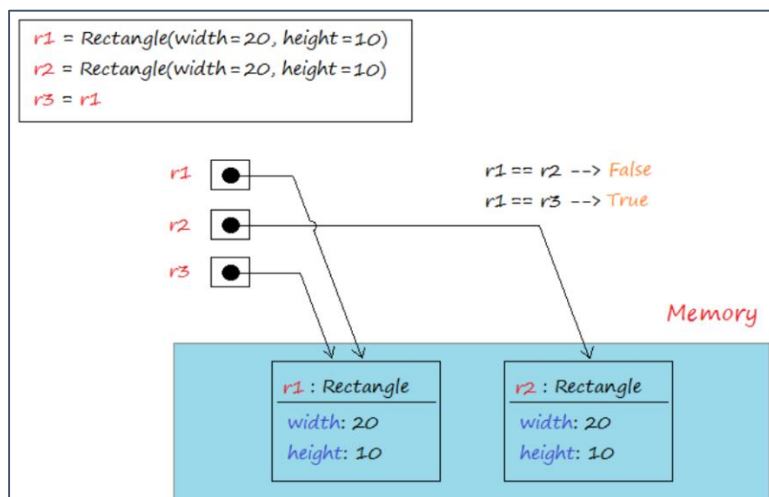 r1 = Rectangle(width=20, height=10)
r2 = Rectangle(width=20, height=10)
r3 = r1
r1
r1 == r2 --> False
r1 == r3 --> True
r2
r3
Memory
r1 : Rectangle
width: 20
height: 10
r2 : Rectangle
width: 20
height: 10